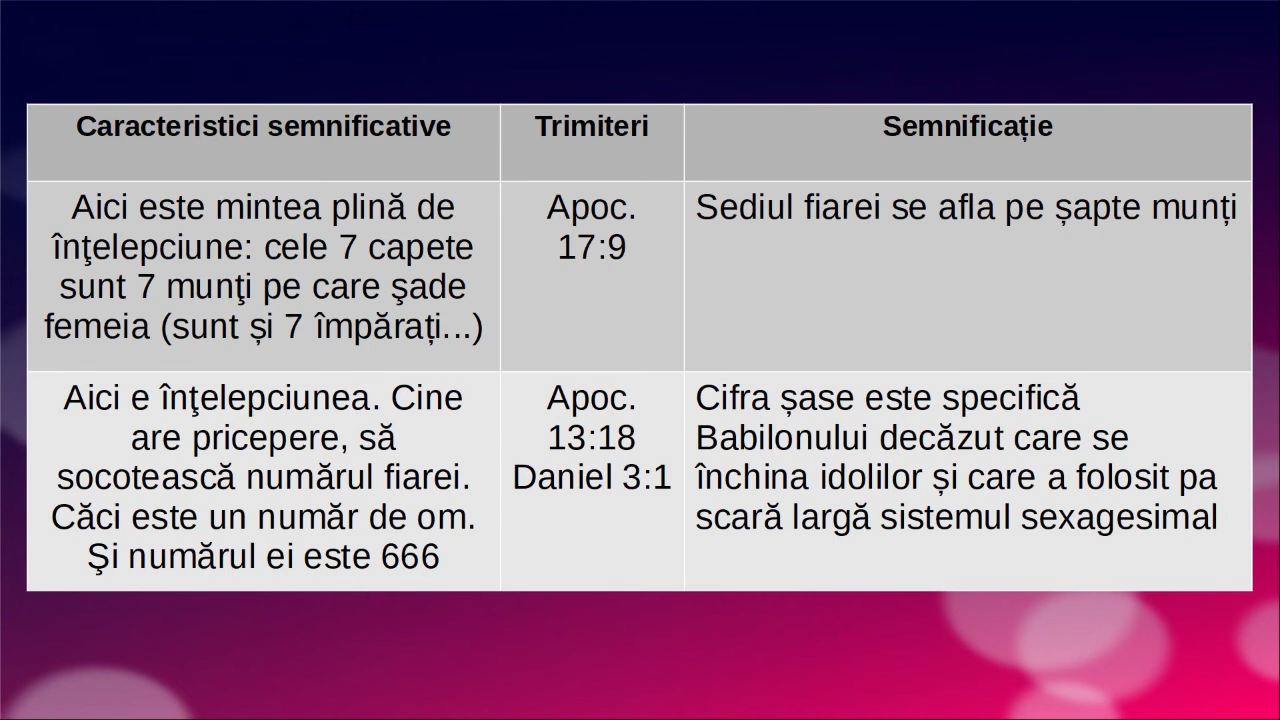 Caracteristici semnificative
Trimiteri
Semnificație
Aici este mintea plină de
înţelepciune: cele 7 capete
sunt 7 munţi pe care şade
femeia (sunt și 7 împărați...)
Apoc.
17:9
Sediul fiarei se afla pe șapte munți
Aici e înţelepciunea. Cine
are pricepere, să
socotească numărul fiarei.
Căci este un număr de om.
Şi numărul ei este 666
Apoc.
13:18
Daniel 3:1
Cifra șase este specifică
Babilonului decăzut care se
închina idolilor și care a folosit pa
scară largă sistemul sexagesimal